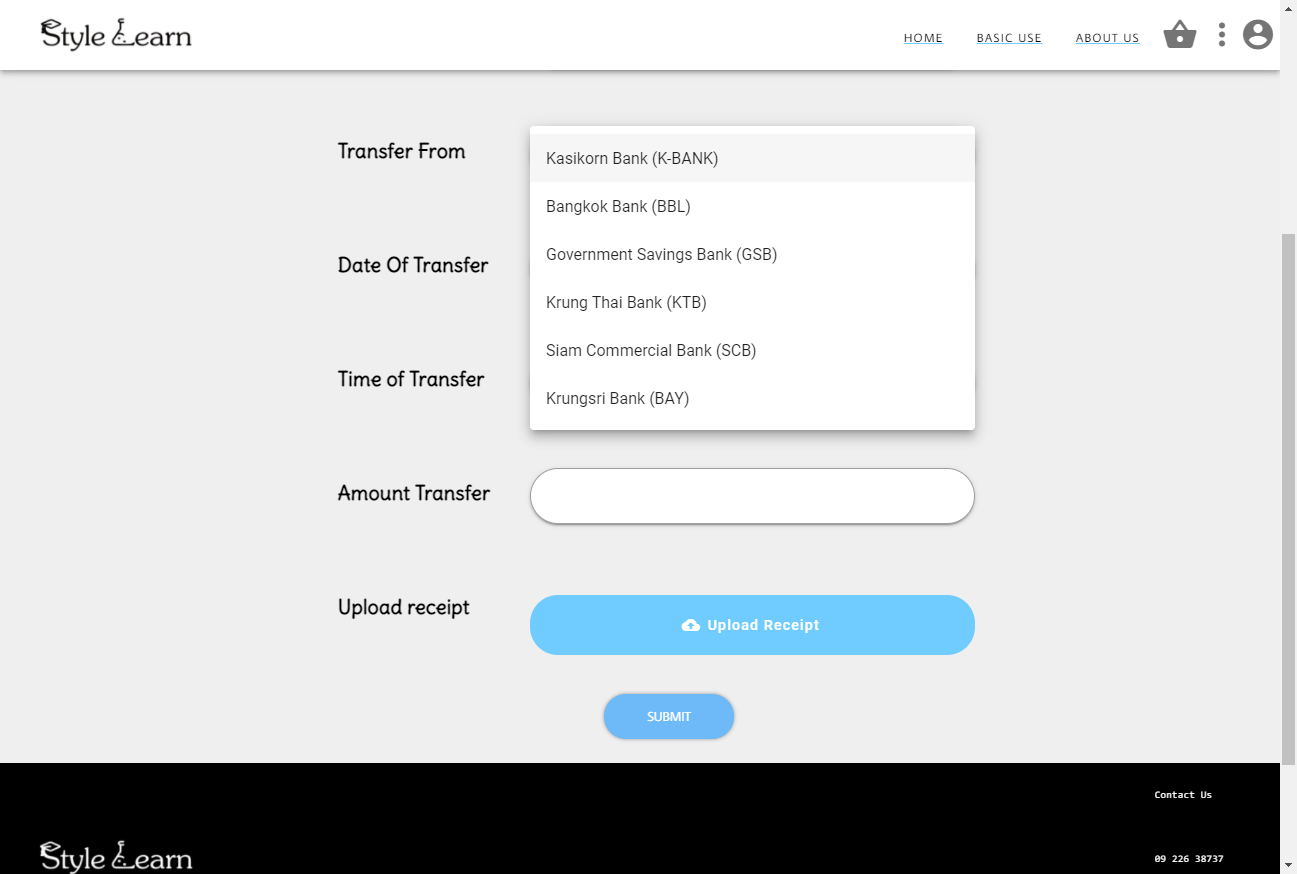 Style Learn
HOME
BASIC USE
ABOUT US
Transfer From
Kasikorn Bank (K-BANK)
Bangkok Bank (BBL)
Government Savings Bank (GSB)
Date Of Transfer
Krung Thai Bank (KTB)
Siam Commercial Bank (SCB)
Time of Transfer
Krungsri Bank (BAY)
Amount Transfer
Upload receipt
Upload Receipt
SUBMIT
Contact Us
Style Learn
09 226 38737